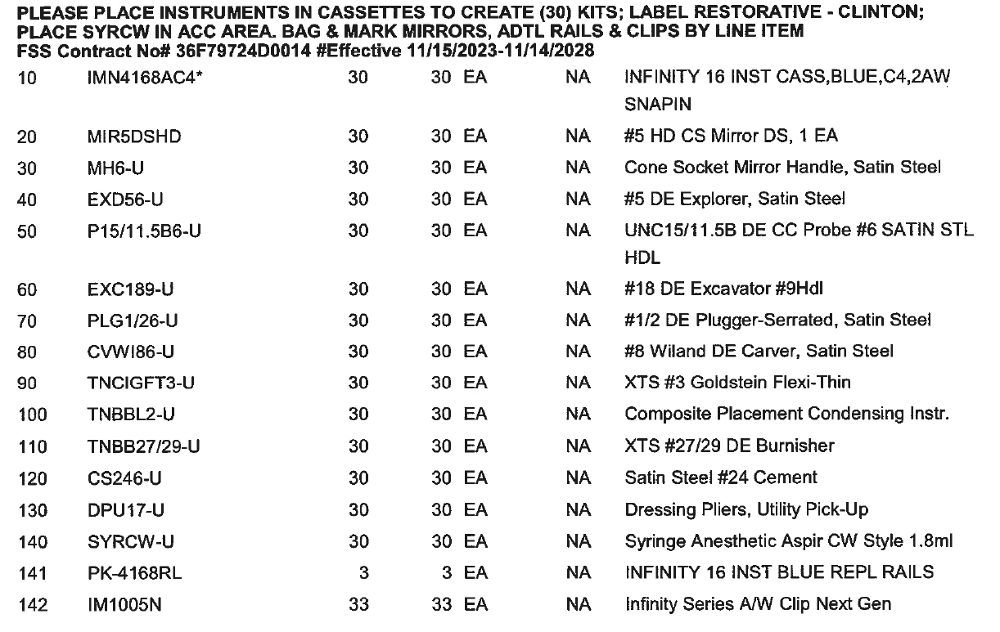 PLEASE PLACE INSTRUMENTS IN CASSETTES TO CREATE (30) KITS; LABEL RESTORATIVE - CLINTON;
PLACE SYRCW IN ACC AREA. BAG & MARK MIRRORS, ADTL RAILS & CLIPS BY LINE ITEM
FSS Contract No# 36F79724D0014 #Effective 11/15/2023-11/14/2028
10 IMN4168AC4* 30 30 EA NA INFINITY 16 INST CASS,BLUE,C4,2AW
SNAPIN
20 MIR5DSHD 30 30 EA NA #5 HD CS Mirror DS, 1 EA
30 MH6-U 30 30 EA NA Cone Socket Mirror Handle, Satin Steel
40 EXD56-U 30 30 EA NA #5 DE Explorer, Satin Steel
50 P15/11.5B6-U 30 30 EA NA UNC15/11.5B DE CC Probe #6 SATIN STL
HDL
60 EXC189-U 30 30 EA NA #18 DE Excavator #9Hdl
70 PLG1/26-U 30 30 EA NA #1/2 DE Plugger-Serrated, Satin Steel
80 CVWI86-U 30 30 EA NA #8 Wiland DE Carver, Satin Steel
90 TNCIGFT3-U 30 30 EA NA XTS #3 Goldstein Flexi-Thin
100 TNBBL2-U 30 30 EA NA Composite Placement Condensing Instr.
110 TNBB27/29-U 30 30 EA NA XTS #27/29 DE Burnisher
120 CS246-U 30 30 EA NA Satin Steel #24 Cement
130 DPU17-U 30 30 EA NA Dressing Pliers, Utility Pick-Up
140 SYRCW-U 30 30 EA NA Syringe Anesthetic Aspir CW Style 1.8ml
141 PK-4168RL 3 3 EA NA INFINITY 16 INST BLUE REPL RAILS
142 IM1005N 33 33 EA NA Infinity Series A/W Clip Next Gen